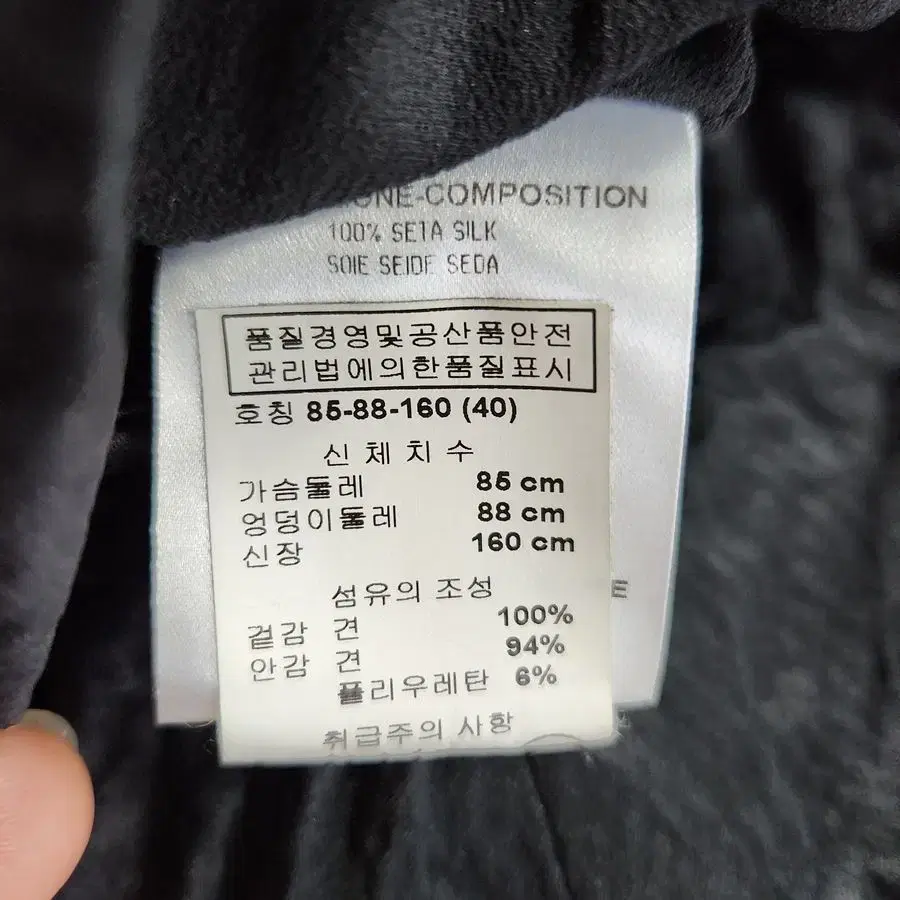 ONE-COMPOSITION
100% SETA SILK
SOIE SEIDE SEDA
품질경영및공산품안전
관리법에의한품질표시
호칭 85-88-160 (40)
신체치수
가슴둘레 85 cm
엉덩이둘레 88 cm
신장 160 cm
E
섬유의 조성
겉감 견 100%
안감 견 94%
폴리우레탄 6%
취급주의 사항